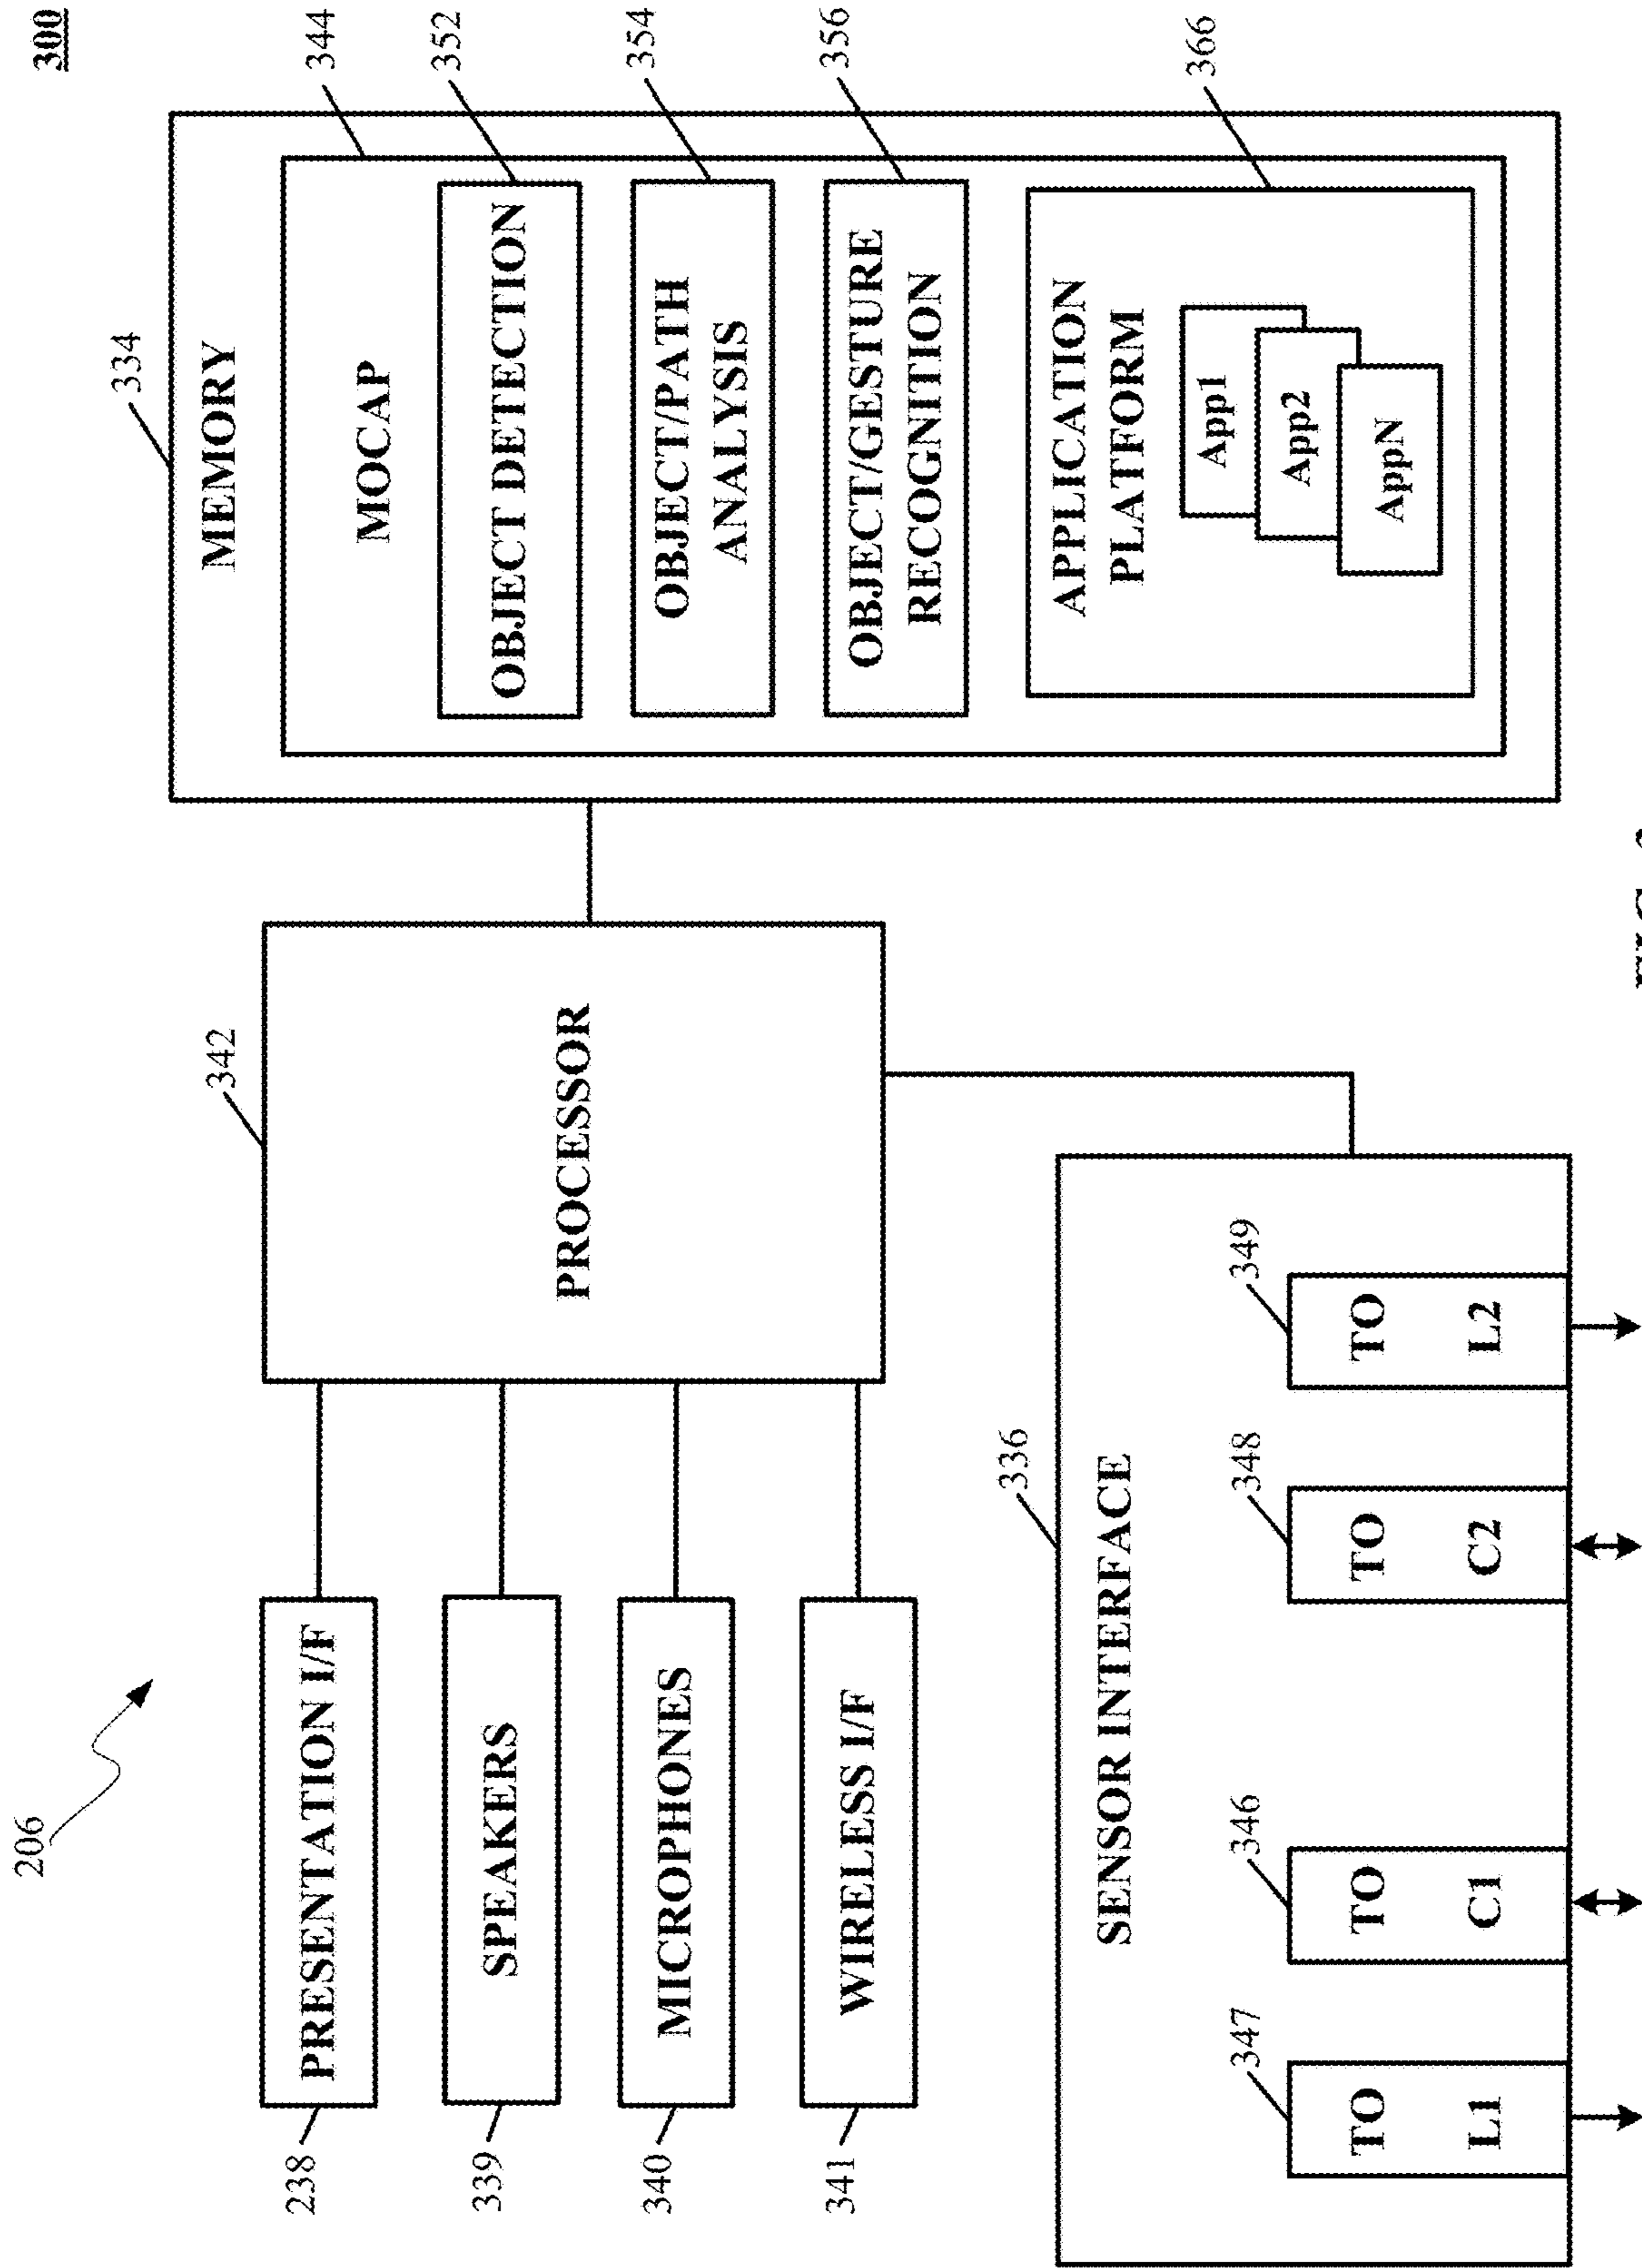 300
206
342
334
344
352
354
356
366
MEMORY
MOCAP
OBJECT DETECTION
OBJECT/PATH
ANALYSIS
OBJECT/GESTURE
RECOGNITION
APPLICATION
PLATFORM
App1
App2
AppN
PROCESSOR
238
PRESENTATION I/F
339
SPEAKERS
340
MICROPHONES
341
WIRELESS I/F
336
SENSOR INTERFACE
347
TO
L1
346
TO
C1
348
TO
C2
349
TO
L2